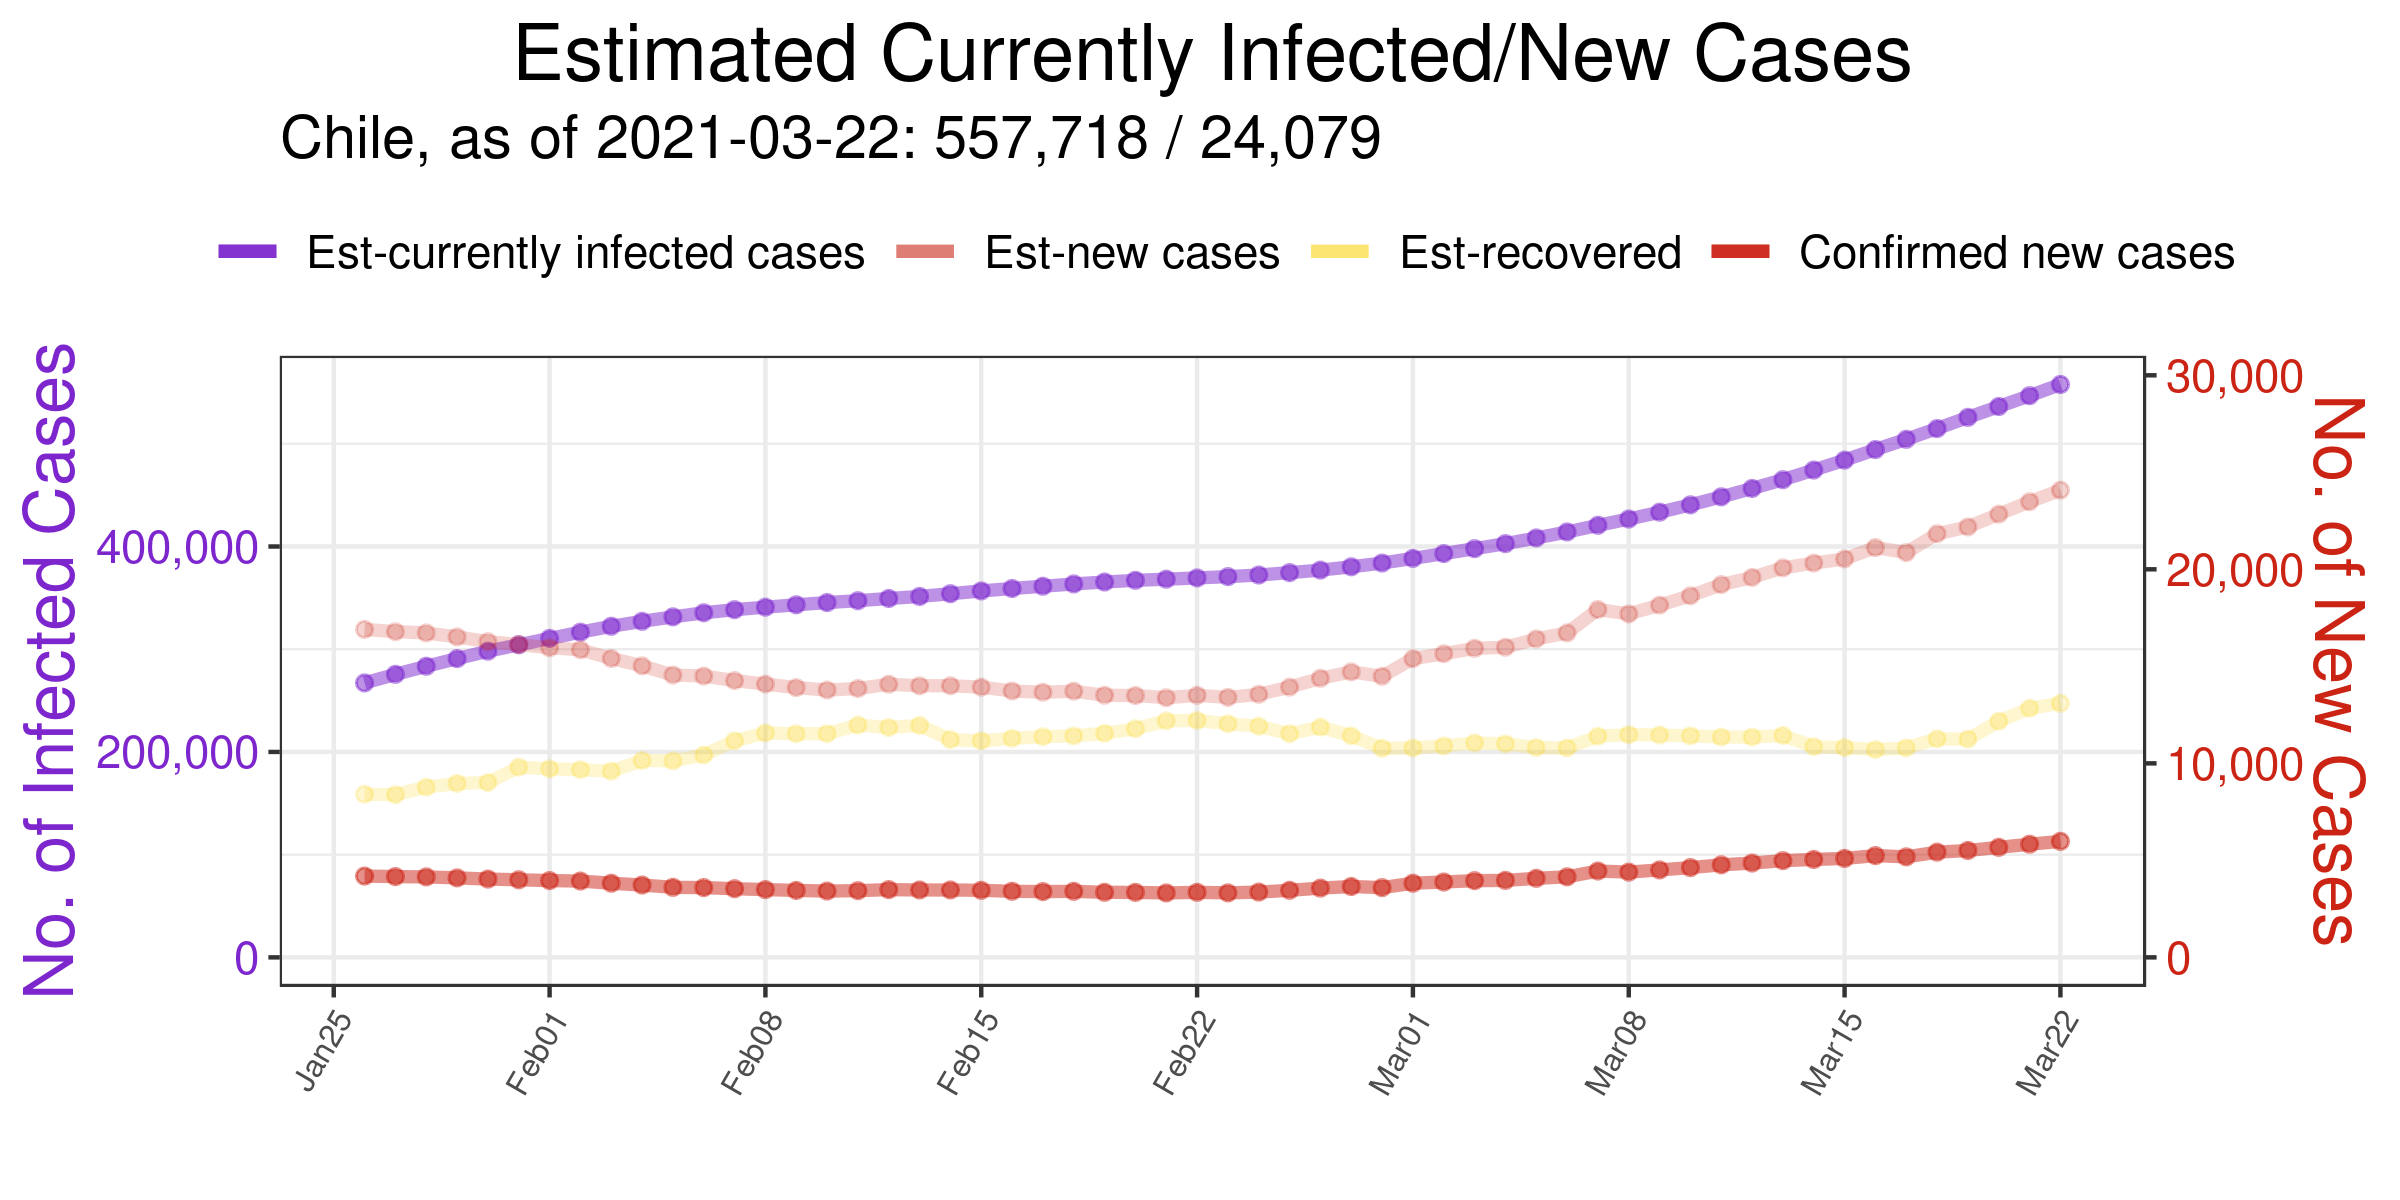 Estimated Currently Infected/New Cases
Chile, as of 2021-03-22: 557,718 / 24,079
Est-currently infected cases Est-new cases Est-recovered Confirmed new cases
No. of Infected Cases
400,000
200,000
0
30,000
20,000
10,000
0
No. of New Cases
Jan25 Feb01 Feb08 Feb15 Feb22 Mar01 Mar08 Mar15 Mar22